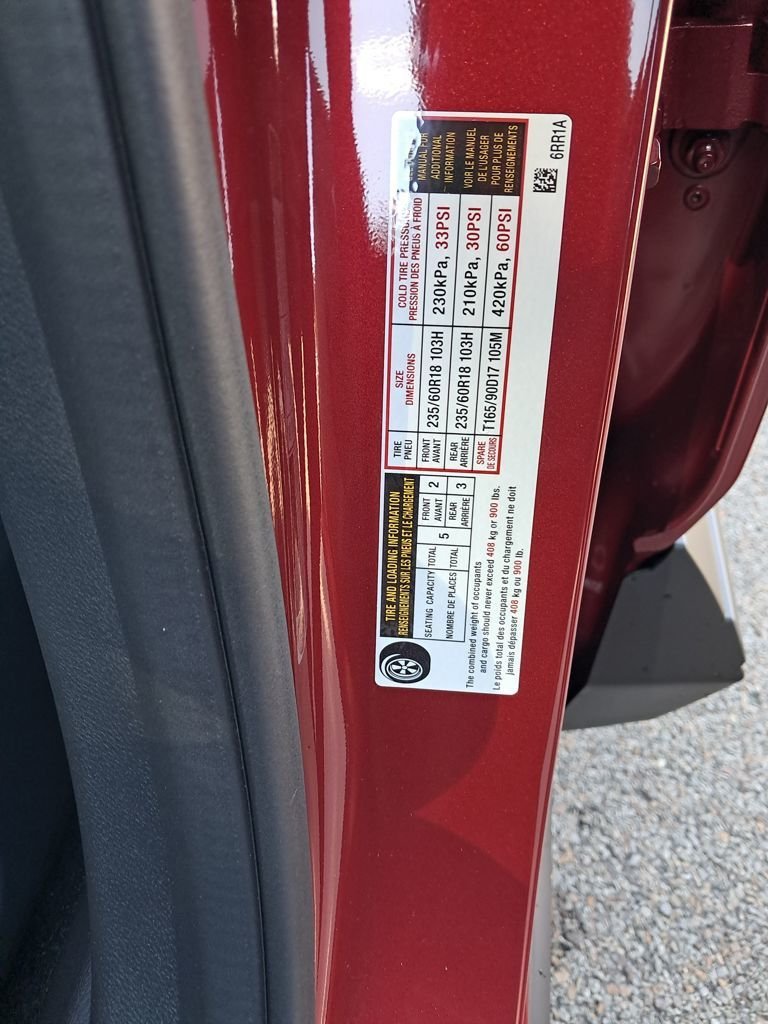 TIRE AND LOADING INFORMATION
RENSEIGNEMENTS SUR LES PNEUS ET LE CHARGEMENT
SEATING CAPACITY TOTAL 5 FRONT 2
NOMBRE DE PLACES TOTAL AVANT
REAR 3
ARRIÈRE
The combined weight of occupants
and cargo should never exceed 408 kg or 900 lbs.
Le poids total des occupants et du chargement ne doit
jamais dépasser 408 kg ou 900 lb.
TIRE SIZE COLD TIRE
PNEU DIMENSIONS PRESSION DES PNEUS À FROID
FRONT 235/60R18 103H 230kPa, 33PSI
AVANT
REAR 235/60R18 103H 210kPa, 30PSI
ARRIÈRE
SPARE T165/90D17 105M 420kPa, 60PSI
DE SECOURS
MANUAL FOR
ADDITIONAL
INFORMATION
VOIR LE MANUEL
DE L'USAGER
POUR PLUS DE
RENSEIGNEMENTS
6RR1A